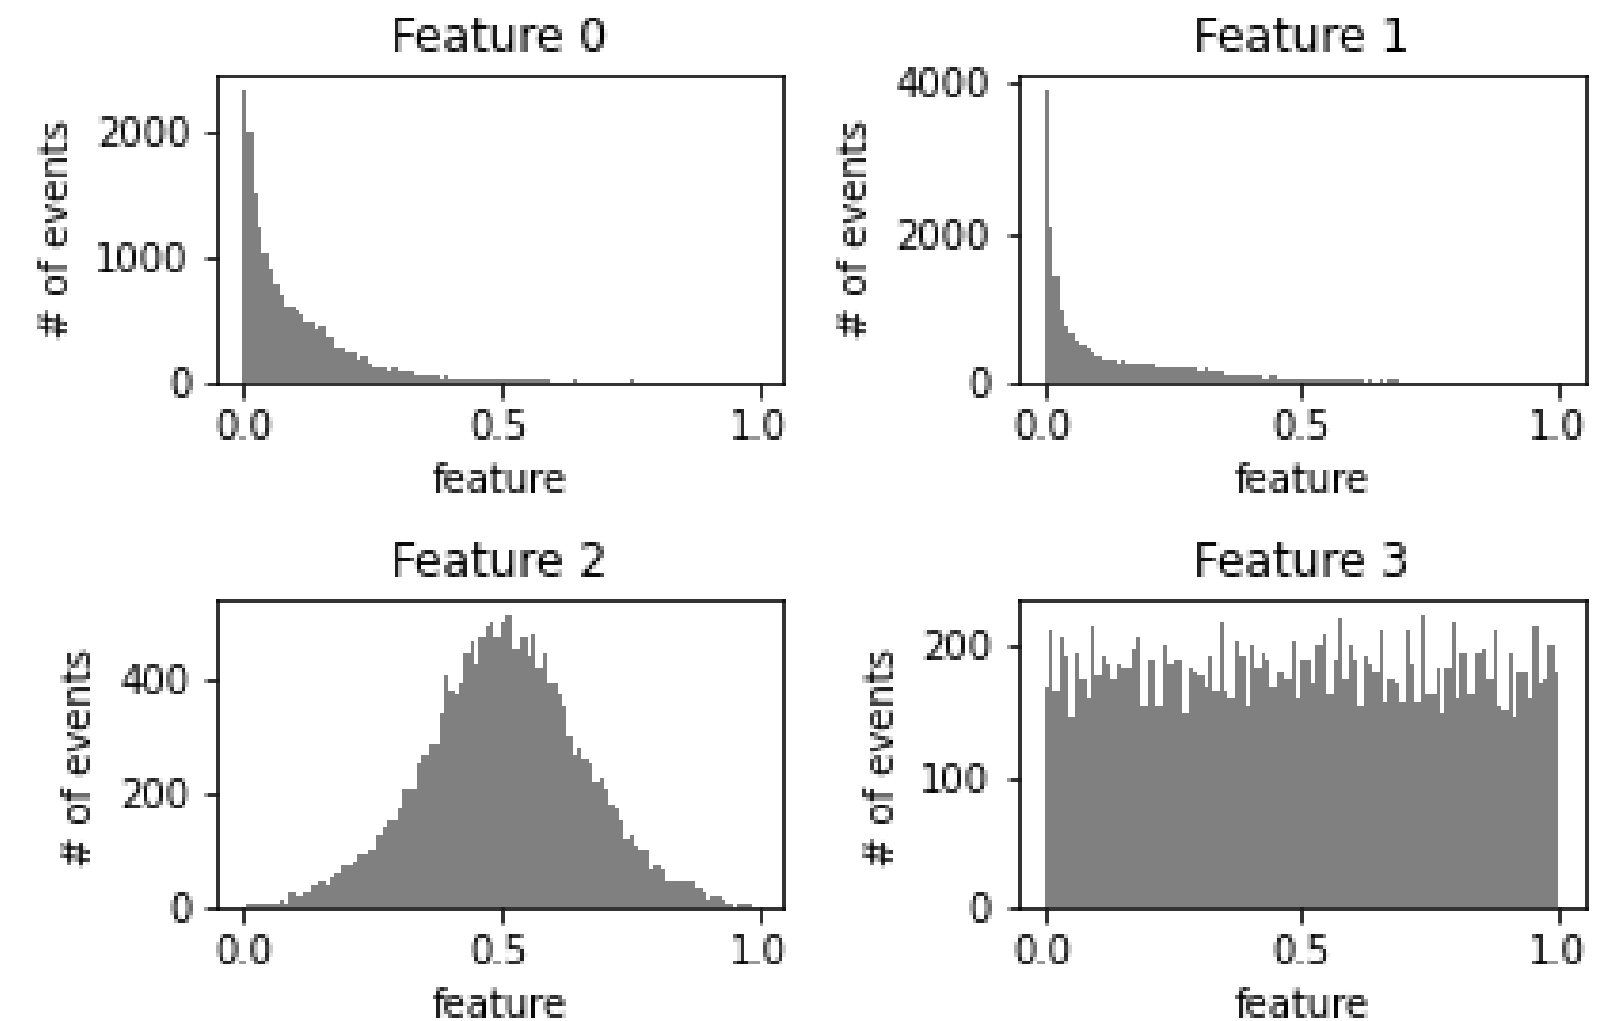 Feature 0
# of events
2000
1000
0
0.0 0.5 1.0
feature
Feature 1
# of events
4000
2000
0
0.0 0.5 1.0
feature
Feature 2
# of events
400
200
0
0.0 0.5 1.0
feature
Feature 3
# of events
200
100
0
0.0 0.5 1.0
feature